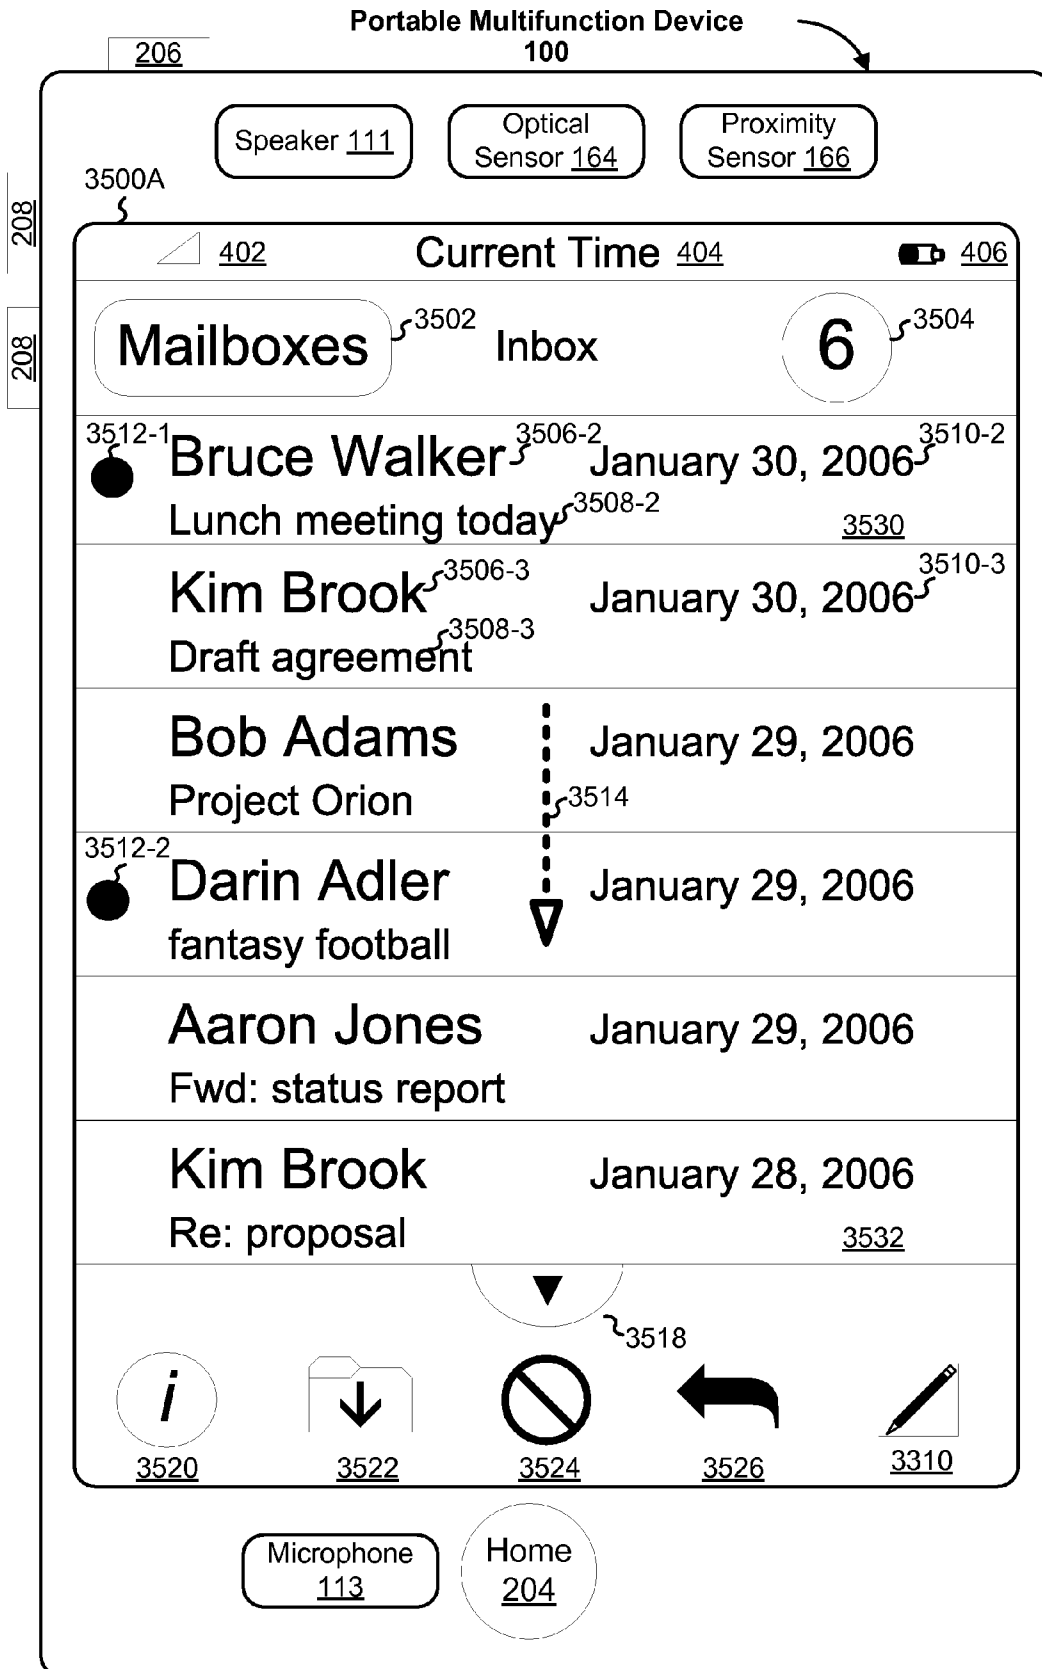 Portable Multifunction Device
100
206
Speaker 111
Optical
Sensor 164
Proximity
Sensor 166
3500A
208
402
Current Time 404
406
208
Mailboxes
3502
Inbox
6
3504
3512-1
Bruce Walker
3506-2
January 30, 2006
3510-2
Lunch meeting today
3508-2
3530
Kim Brook
3506-3
January 30, 2006
3510-3
Draft agreement
3508-3
Bob Adams
January 29, 2006
Project Orion
3514
3512-2
Darin Adler
January 29, 2006
fantasy football
Aaron Jones
January 29, 2006
Fwd: status report
Kim Brook
January 28, 2006
Re: proposal
3532
3518
i
3520
3522
3524
3526
3310
Microphone
113
Home
204